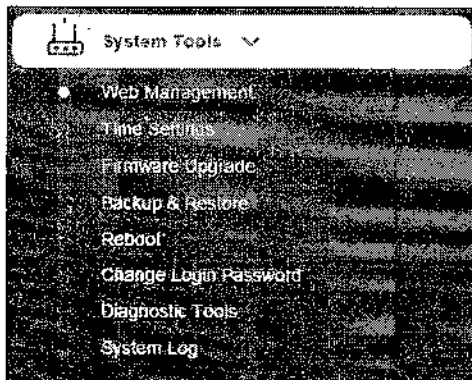 System Tools
Web Management
Time Settings
Firmware Upgrade
Backup & Restore
Reboot
Change Login Password
Diagnostic Tools
System Log